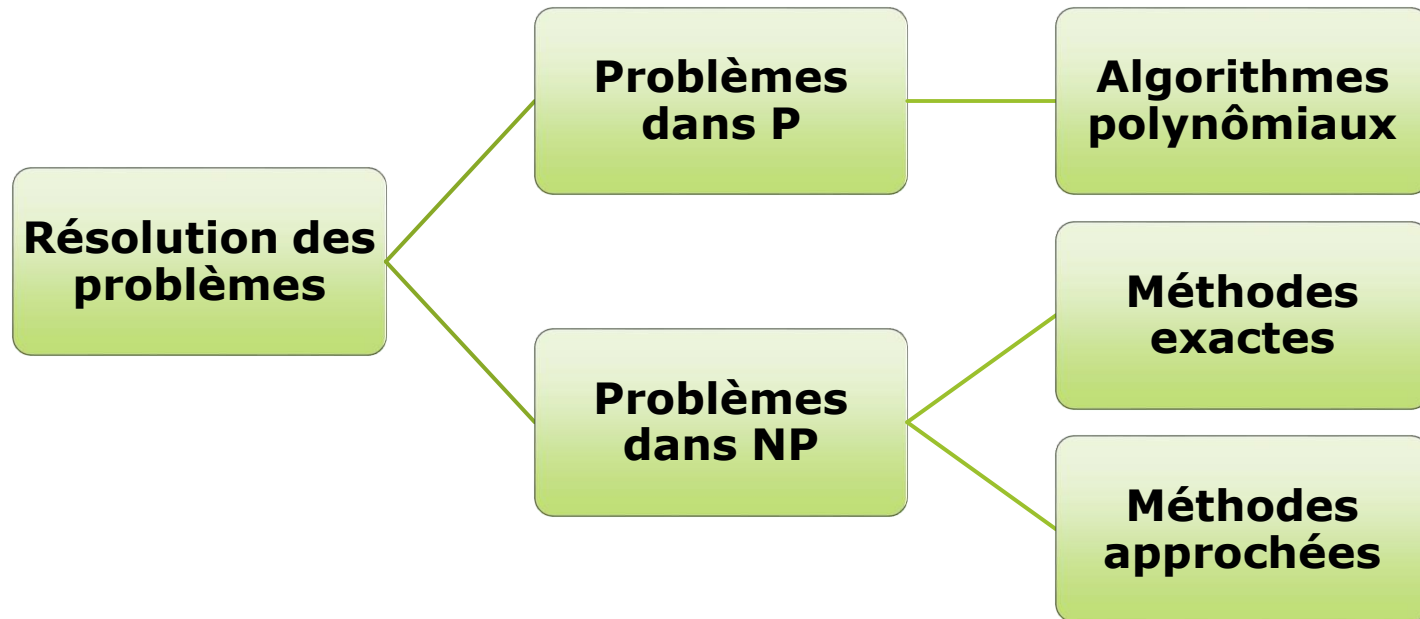 Résolution des
problèmes
Problèmes
dans P
Algorithmes
polynômiaux
Problèmes
dans NP
Méthodes
exactes
Méthodes
approchées